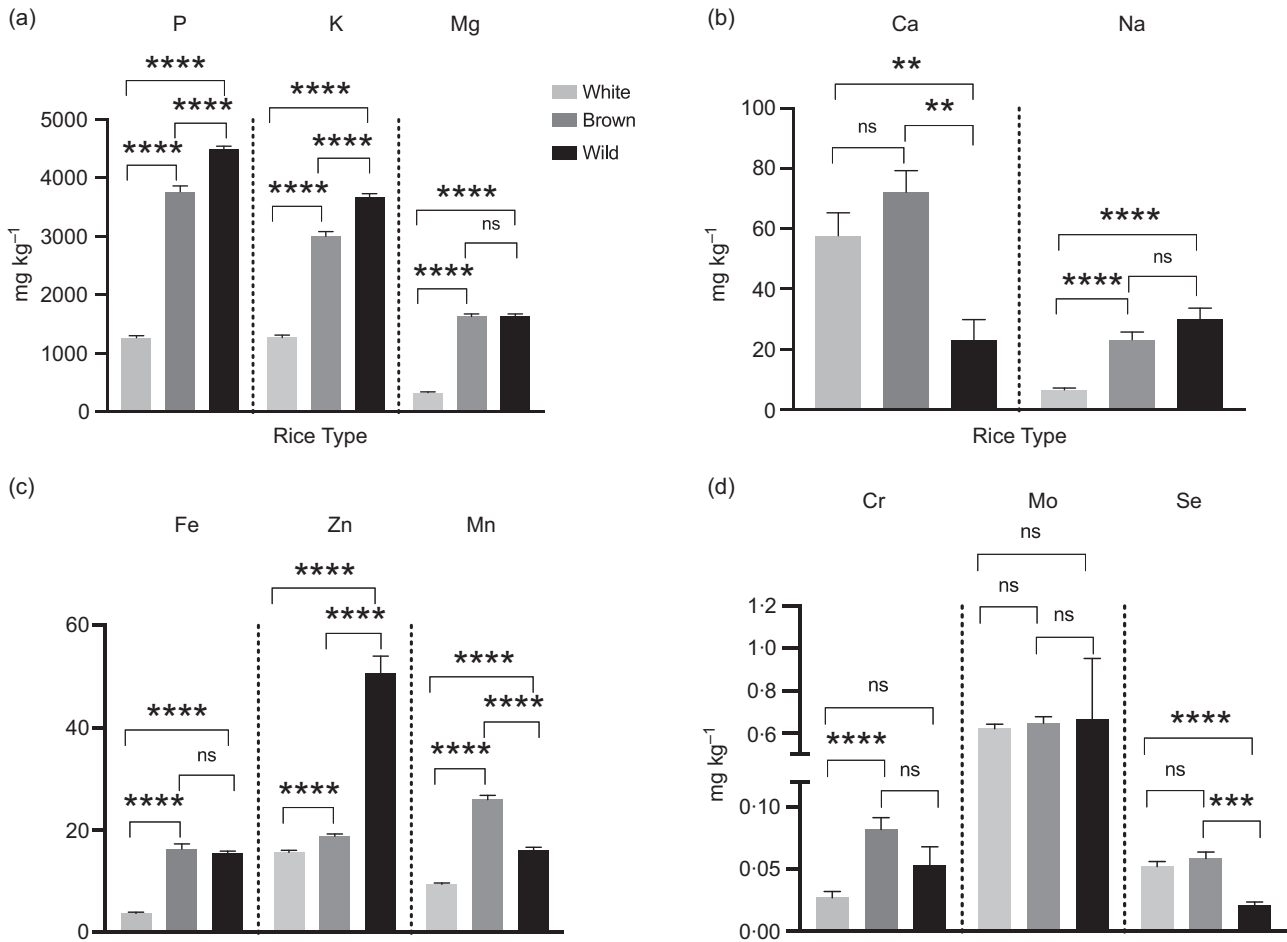 (a)
P K Mg
**** **** ****
**** **** ns
**** **** ****
White
Brown
Wild
5000
4000
3000
2000
1000
0
mg kg⁻¹
Rice Type
(b)
Ca Na
** ****
** ns
ns ****
100
80
60
40
20
0
mg kg⁻¹
Rice Type
(c)
Fe Zn Mn
**** **** ****
ns **** ****
**** **** ****
60
40
20
0
(d)
Cr Mo Se
ns ns ****
**** ns ns
ns ns ***
1·2
1·0
0·8
0·6
0·10
0·05
0·00
mg kg⁻¹